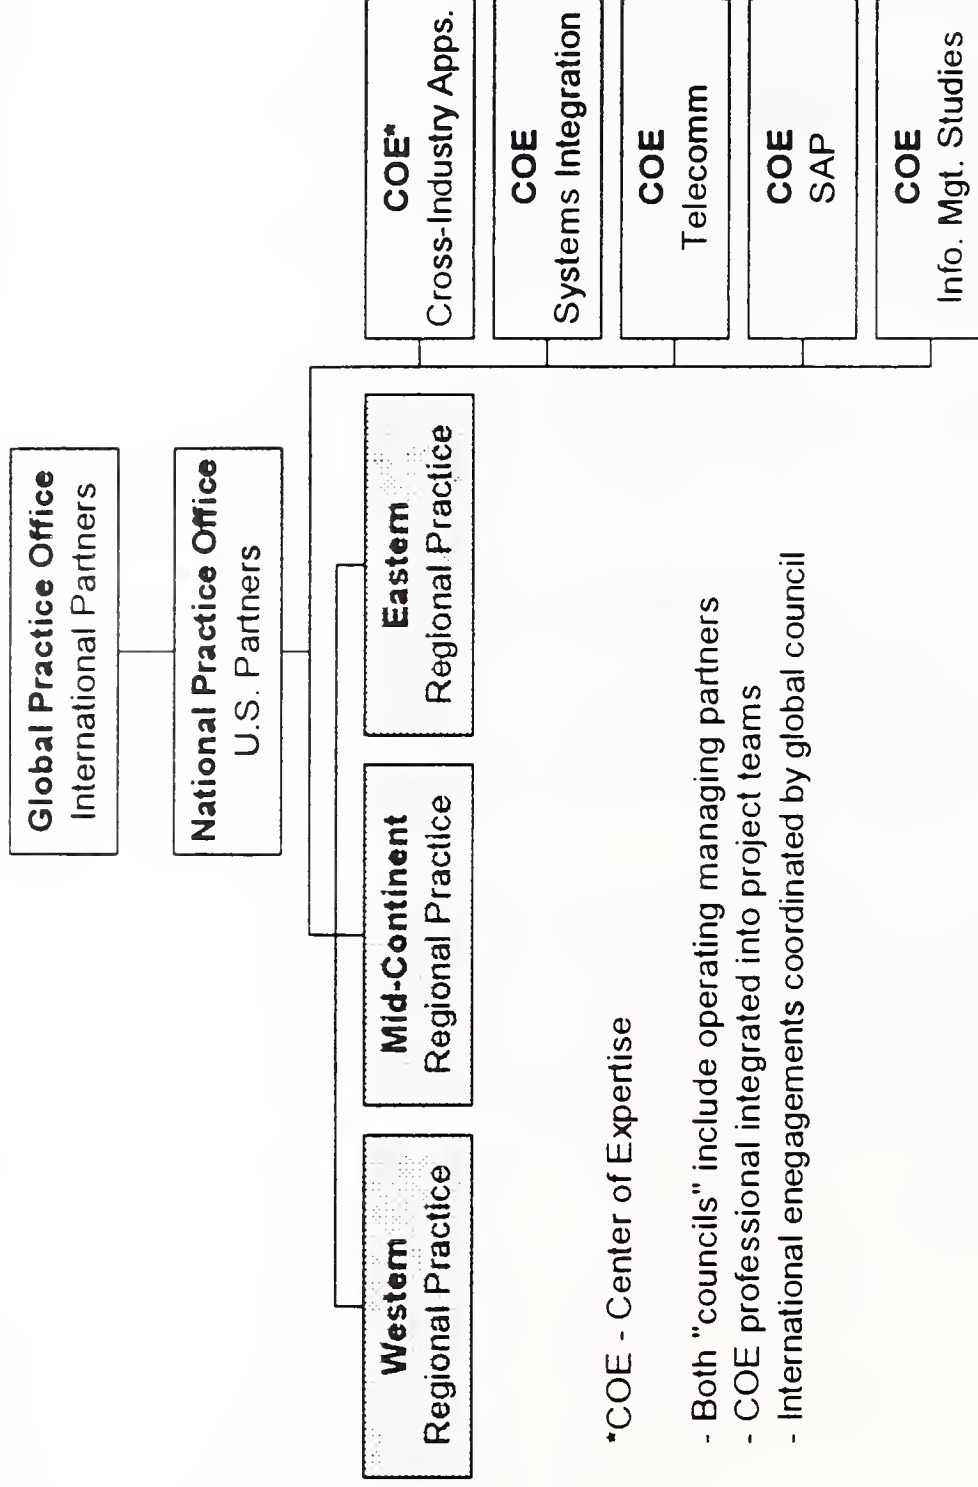 Global Practice Office
International Partners
National Practice Office
U.S. Partners
Western
Regional Practice
Mid-Continent
Regional Practice
Eastern
Regional Practice
COE*
Cross-Industry Apps.
COE
Systems Integration
COE
Telecomm
COE
SAP
COE
Info. Mgt. Studies
*COE - Center of Expertise
- Both "councils" include operating managing partners
- COE professional integrated into project teams
- International enegagements coordinated by global council